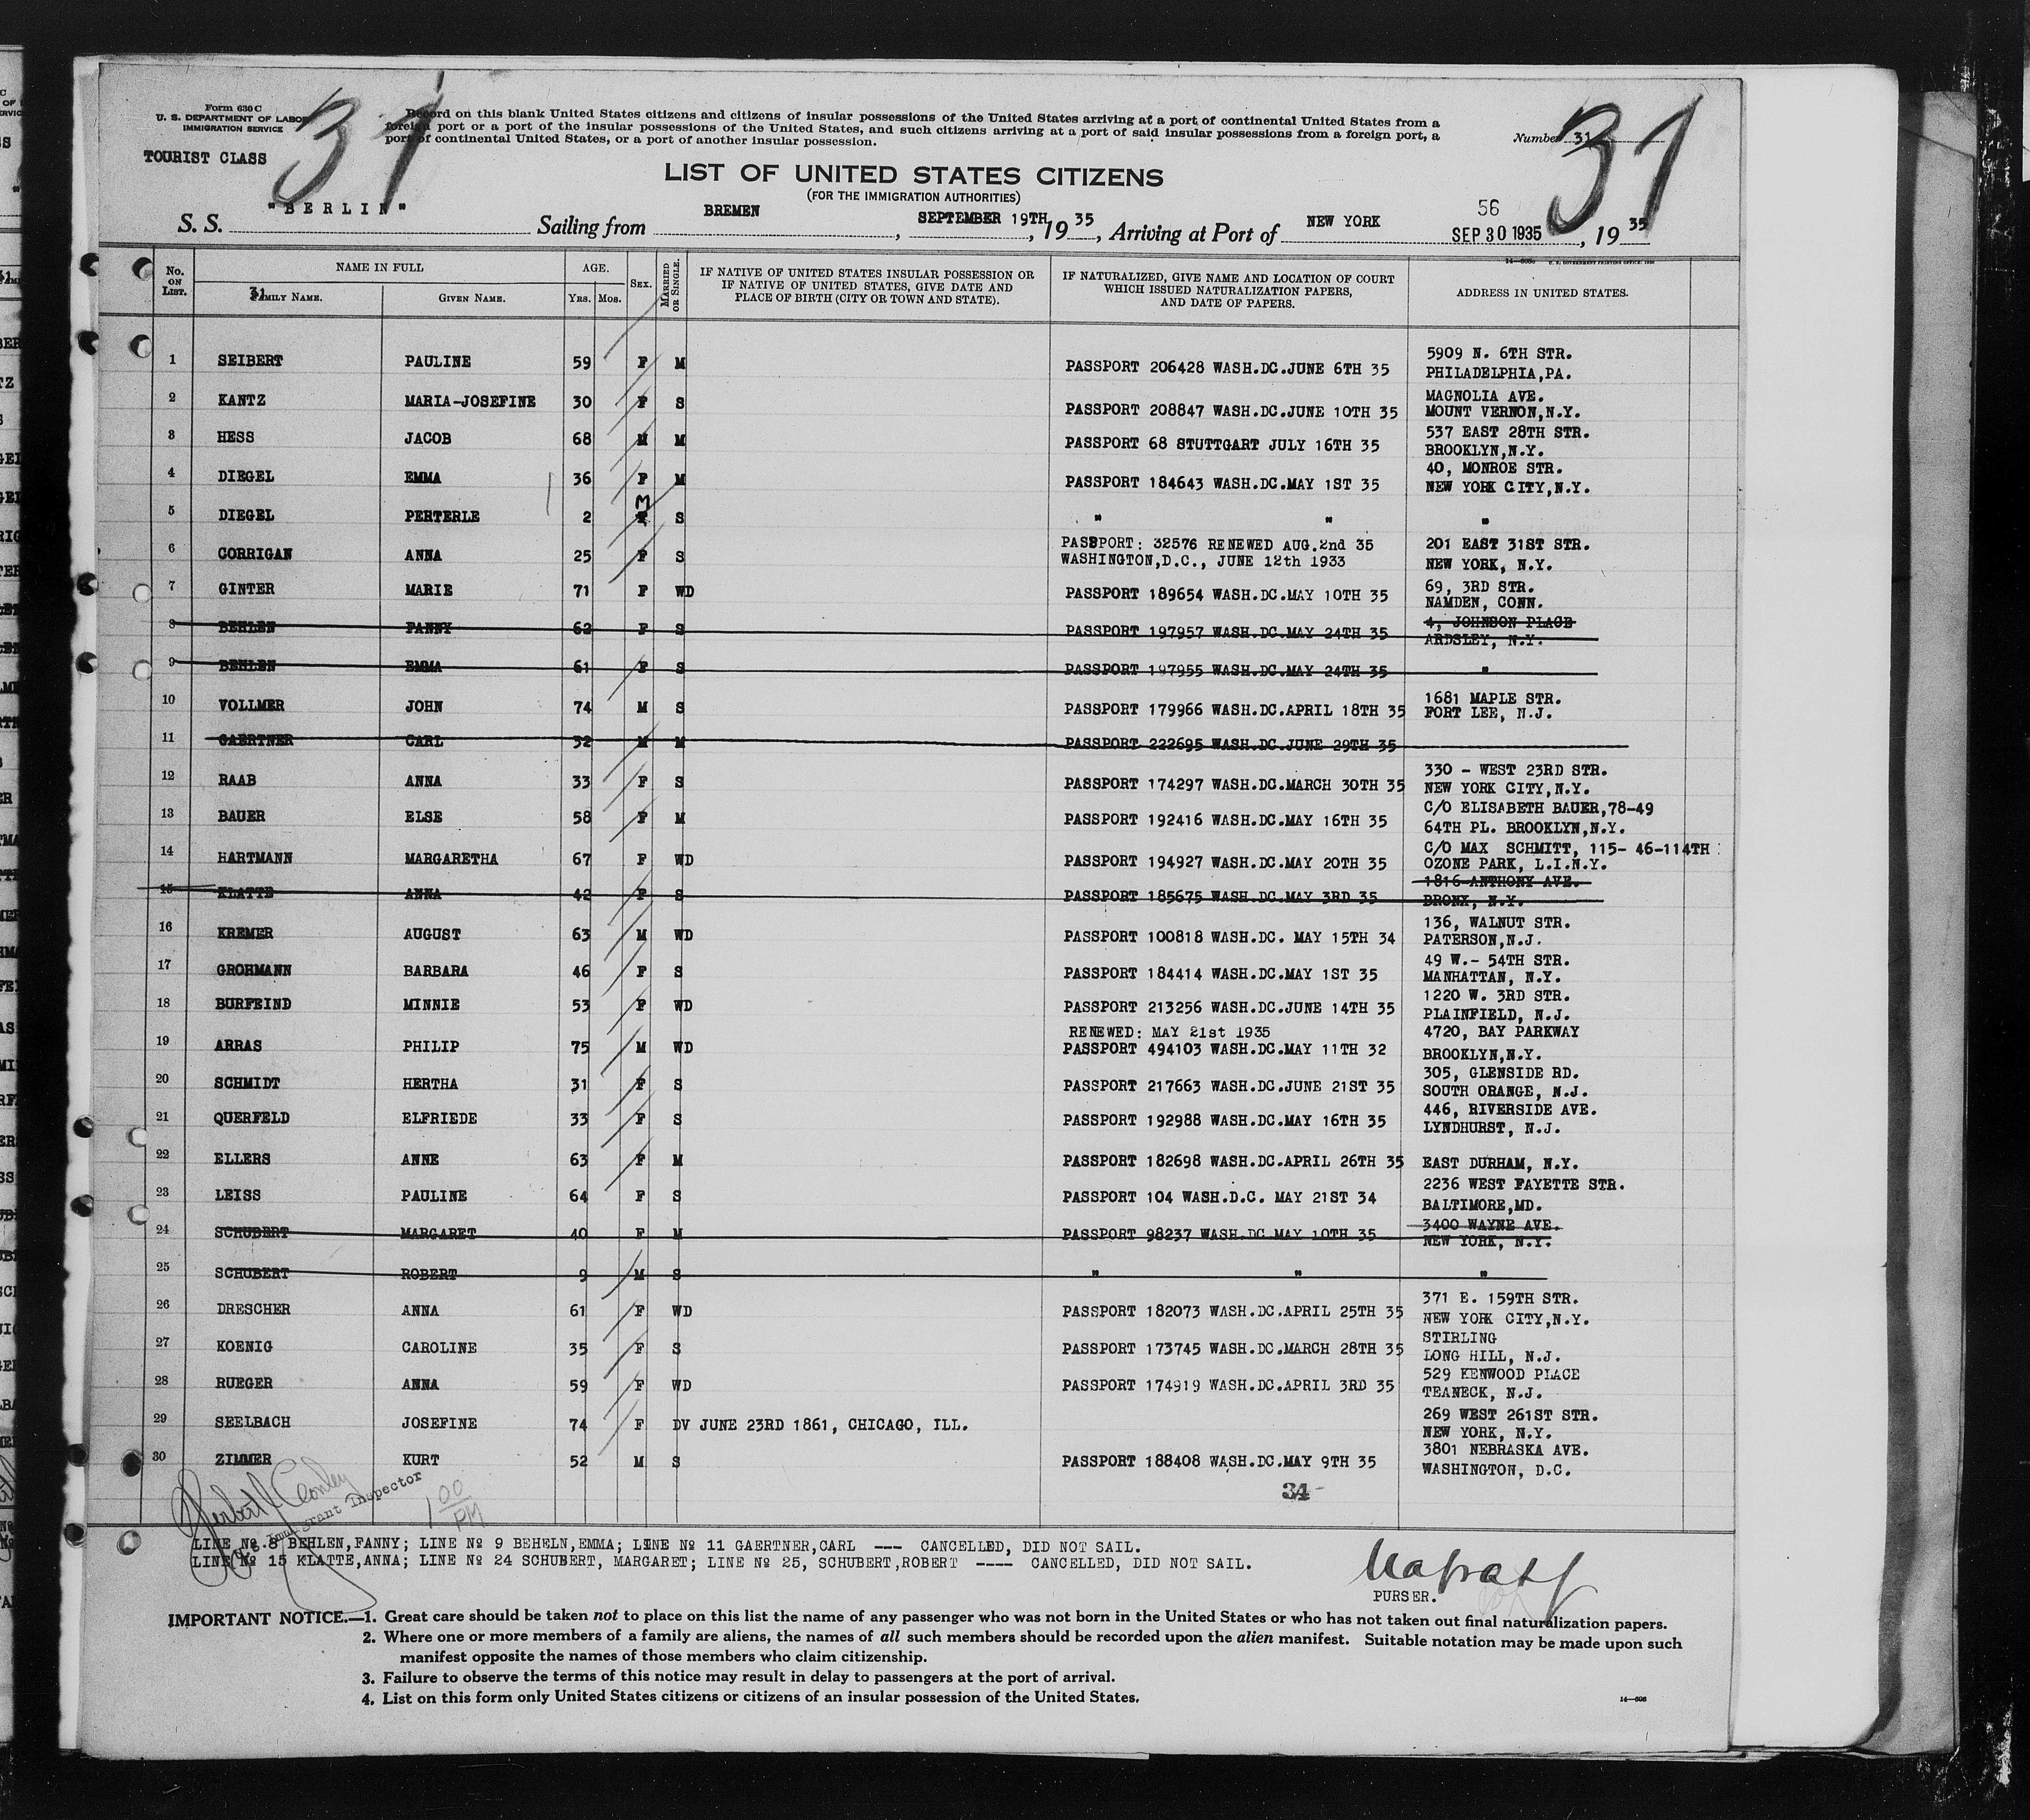 31
31
Form 630 C
U. S. DEPARTMENT OF LABOR
IMMIGRATION SERVICE
TOURIST CLASS
Record on this blank United States citizens and citizens of insular possessions of the United States arriving at a port of continental United States from a
foreign port or a port of the insular possessions of the United States, and such citizens arriving at a port of said insular possessions from a foreign port, a
port of continental United States, or a port of another insular possession.
Number 31
LIST OF UNITED STATES CITIZENS
(FOR THE IMMIGRATION AUTHORITIES)
S. S. "BERLIN" Sailing from BREMEN, SEPTEMBER 19TH, 1935, Arriving at Port of NEW YORK 56 SEP 30 1935, 1935
No. ON LIST. NAME IN FULL AGE. SEX. MARRIED OR SINGLE. IF NATIVE OF UNITED STATES INSULAR POSSESSION OR IF NATIVE OF UNITED STATES, GIVE DATE AND PLACE OF BIRTH (CITY OR TOWN AND STATE). IF NATURALIZED, GIVE NAME AND LOCATION OF COURT WHICH ISSUED NATURALIZATION PAPERS, AND DATE OF PAPERS. ADDRESS IN UNITED STATES.
31 FAMILY NAME. GIVEN NAME. YRS. MOS.
1 SEIBERT PAULINE 59 F M PASSPORT 206428 WASH.DC.JUNE 6TH 35 5909 N. 6TH STR.
PHILADELPHIA,PA.
2 KANTZ MARIA-JOSEFINE 30 F S PASSPORT 208847 WASH.DC.JUNE 10TH 35 MAGNOLIA AVE.
MOUNT VERNON,N.Y.
3 HESS JACOB 68 M M PASSPORT 68 STUTTGART JULY 16TH 35 537 EAST 28TH STR.
BROOKLYN,N.Y.
4 DIEGEL EMMA 36 F M PASSPORT 184643 WASH.DC.MAY 1ST 35 40, MONROE STR.
NEW YORK CITY,N.Y.
5 DIEGEL PERTERLE 2 M S " " "
6 CORRIGAN ANNA 25 F S PASSPORT: 32576 RENEWED AUG.2nd 35 201 EAST 31ST STR.
WASHINGTON,D.C., JUNE 12th 1933 NEW YORK, N.Y.
7 GINTER MARIE 71 F WD PASSPORT 189654 WASH.DC.MAY 10TH 35 69, 3RD STR.
NAMDEN, CONN.
8 BEHLEN FANNY 62 F S PASSPORT 197957 WASH.DC.MAY 24TH 35 4, JOHNSON PLACE
ARDSLEY, N.Y.
9 BEHLEN EMMA 61 F S PASSPORT 197955 WASH.DC.MAY 24TH 35 "
10 VOLLMER JOHN 74 M S PASSPORT 179966 WASH.DC.APRIL 18TH 35 1681 MAPLE STR.
FORT LEE, N.J.
11 GAERTNER CARL 32 M M PASSPORT 222695 WASH.DC.JUNE 29TH 35
12 RAAB ANNA 33 F S PASSPORT 174297 WASH.DC.MARCH 30TH 35 330 - WEST 23RD STR.
NEW YORK CITY,N.Y.
13 BAUER ELSE 58 F M PASSPORT 192416 WASH.DC.MAY 16TH 35 C/O ELISABETH BAUER,78-49
64TH PL. BROOKLYN,N.Y.
14 HARTMANN MARGARETHA 67 F WD PASSPORT 194927 WASH.DC.MAY 20TH 35 C/O MAX SCHMITT, 115- 46-114TH
OZONE PARK, L.I.N.Y.
15 KLATTE ANNA 42 F S PASSPORT 185675 WASH.DC.MAY 3RD 35 1816 ANTHONY AVE.
BRONX, N.Y.
16 KREMER AUGUST 63 M WD PASSPORT 100818 WASH.DC. MAY 15TH 34 136, WALNUT STR.
PATERSON,N.J.
17 GROHMANN BARBARA 46 F S PASSPORT 184414 WASH.DC.MAY 1ST 35 49 W.- 54TH STR.
MANHATTAN, N.Y.
18 BURFEIND MINNIE 53 F WD PASSPORT 213256 WASH.DC.JUNE 14TH 35 1220 W. 3RD STR.
PLAINFIELD, N.J.
RENEWED: MAY 21st 1935 4720, BAY PARKWAY
19 ARRAS PHILIP 75 M WD PASSPORT 494103 WASH.DC.MAY 11TH 32 BROOKLYN,N.Y.
20 SCHMIDT HERTHA 31 F S PASSPORT 217663 WASH.DC.JUNE 21ST 35 305, GLENSIDE RD.
SOUTH ORANGE, N.J.
21 QUERFELD ELFRIEDE 33 F S PASSPORT 192988 WASH.DC.MAY 16TH 35 446, RIVERSIDE AVE.
LYNDHURST, N.J.
22 ELLERS ANNE 63 F M PASSPORT 182698 WASH.DC.APRIL 26TH 35 EAST DURHAM, N.Y.
23 LEISS PAULINE 64 F S PASSPORT 104 WASH.D.C. MAY 21ST 34 2236 WEST FAYETTE STR.
BALTIMORE,MD.
24 SCHUBERT MARGARET 40 F M PASSPORT 98237 WASH.DC.MAY 10TH 35 3400 WAYNE AVE.
NEW YORK, N.Y.
25 SCHUBERT ROBERT 9 M S " " "
26 DRESCHER ANNA 61 F WD PASSPORT 182073 WASH.DC.APRIL 25TH 35 371 E. 159TH STR.
NEW YORK CITY,N.Y.
27 KOENIG CAROLINE 35 F S PASSPORT 173745 WASH.DC.MARCH 28TH 35 STIRLING
LONG HILL, N.J.
28 RUEGER ANNA 59 F WD PASSPORT 174919 WASH.DC.APRIL 3RD 35 529 KENWOOD PLACE
TEANECK, N.J.
29 SEELBACH JOSEFINE 74 F DV JUNE 23RD 1861, CHICAGO, ILL. 269 WEST 261ST STR.
NEW YORK, N.Y.
30 ZIMMER KURT 52 M S PASSPORT 188408 WASH.DC.MAY 9TH 35 3801 NEBRASKA AVE.
WASHINGTON, D.C.
34
Immigrant Inspector
1 00 PM
LINE № 8 BEHLEN,FANNY; LINE № 9 BEHELN,EMMA; LINE № 11 GAERTNER,CARL --- CANCELLED, DID NOT SAIL.
LINE № 15 KLATTE,ANNA; LINE № 24 SCHUBERT, MARGARET; LINE № 25, SCHUBERT,ROBERT ---- CANCELLED, DID NOT SAIL.
PURSER.
IMPORTANT NOTICE.—1. Great care should be taken not to place on this list the name of any passenger who was not born in the United States or who has not taken out final naturalization papers.
2. Where one or more members of a family are aliens, the names of all such members should be recorded upon the alien manifest. Suitable notation may be made upon such
manifest opposite the names of those members who claim citizenship.
3. Failure to observe the terms of this notice may result in delay to passengers at the port of arrival.
4. List on this form only United States citizens or citizens of an insular possession of the United States.
14—608